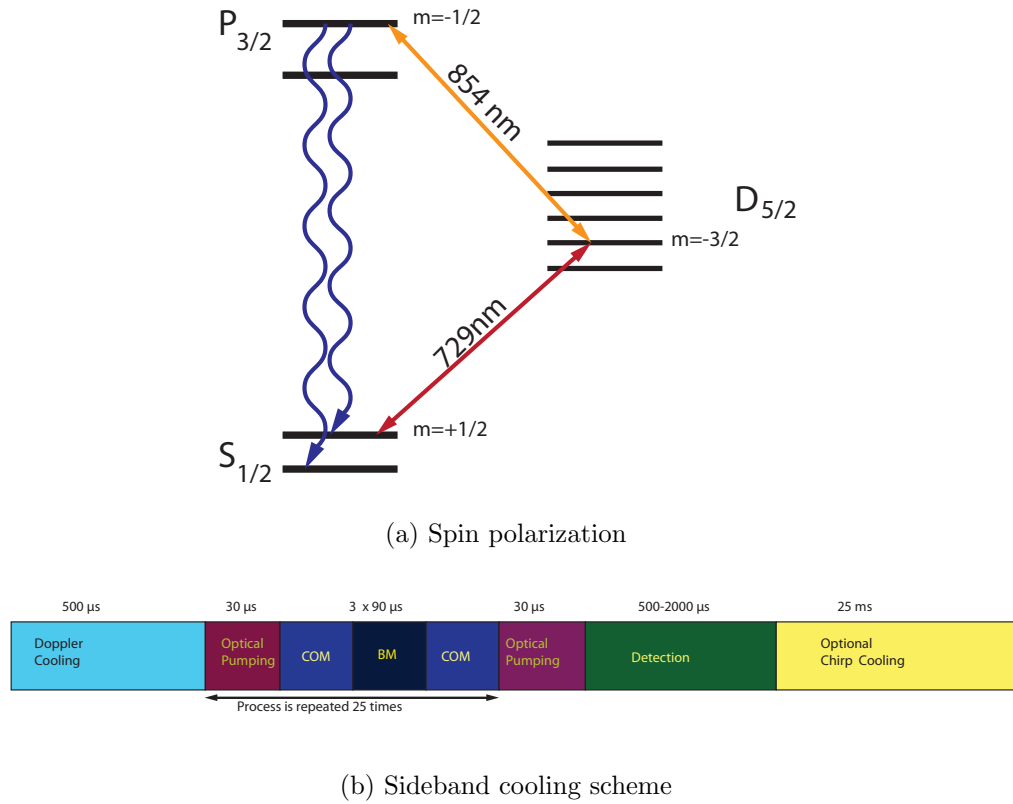 P3/2
m=-1/2
854 nm
D5/2
m=-3/2
729nm
m=+1/2
S1/2
(a) Spin polarization
500 µs
30 µs
3 x 90 µs
30 µs
500-2000 µs
25 ms
Doppler
Cooling
Optical
Pumping
COM
BM
COM
Optical
Pumping
Detection
Optional
Chirp Cooling
Process is repeated 25 times
(b) Sideband cooling scheme